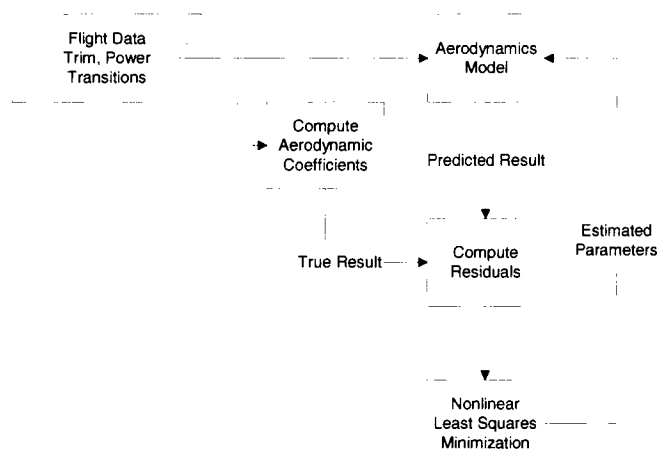 Flight Data
Trim, Power
Transitions
Aerodynamics
Model
Compute
Aerodynamic
Coefficients
Predicted Result
True Result
Compute
Residuals
Estimated
Parameters
Nonlinear
Least Squares
Minimization